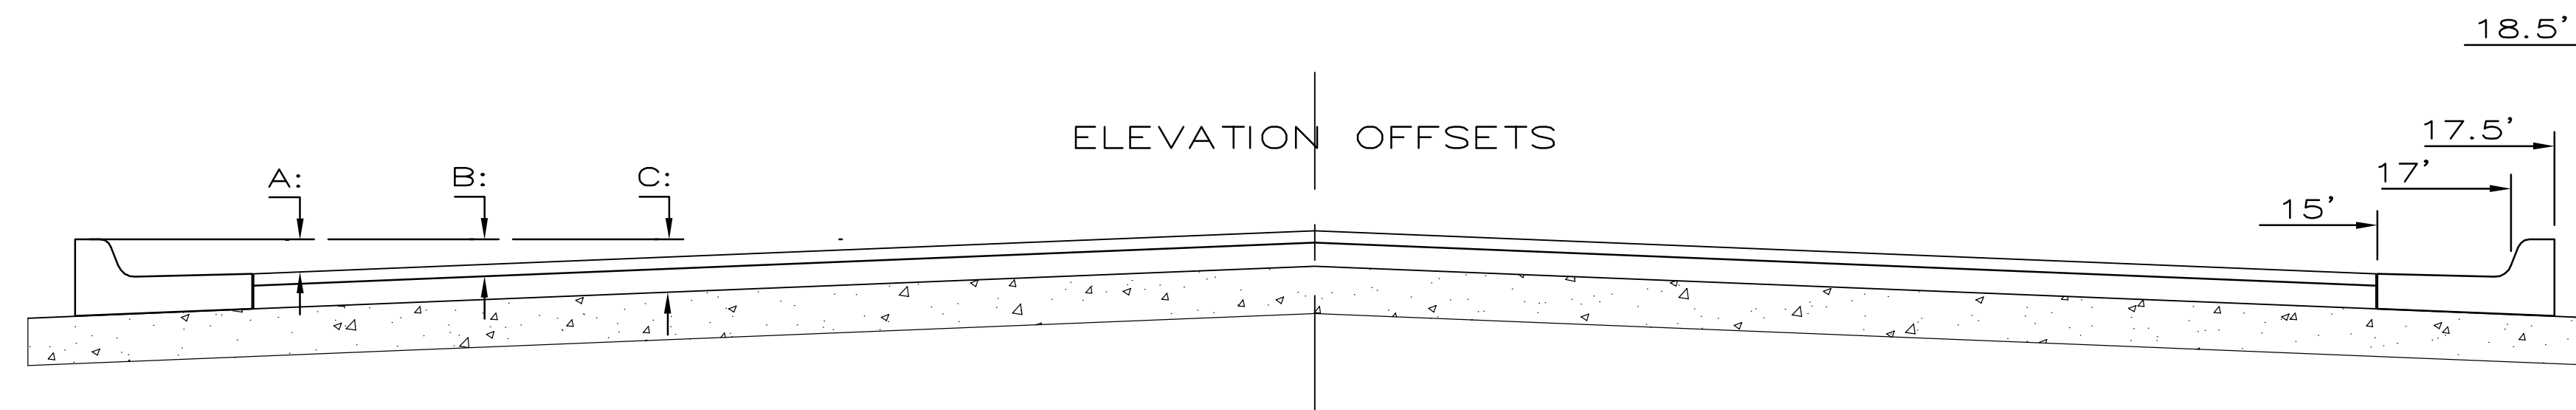 18.5'
ELEVATION OFFSETS
17.5'
17'
A:
B:
C:
15'